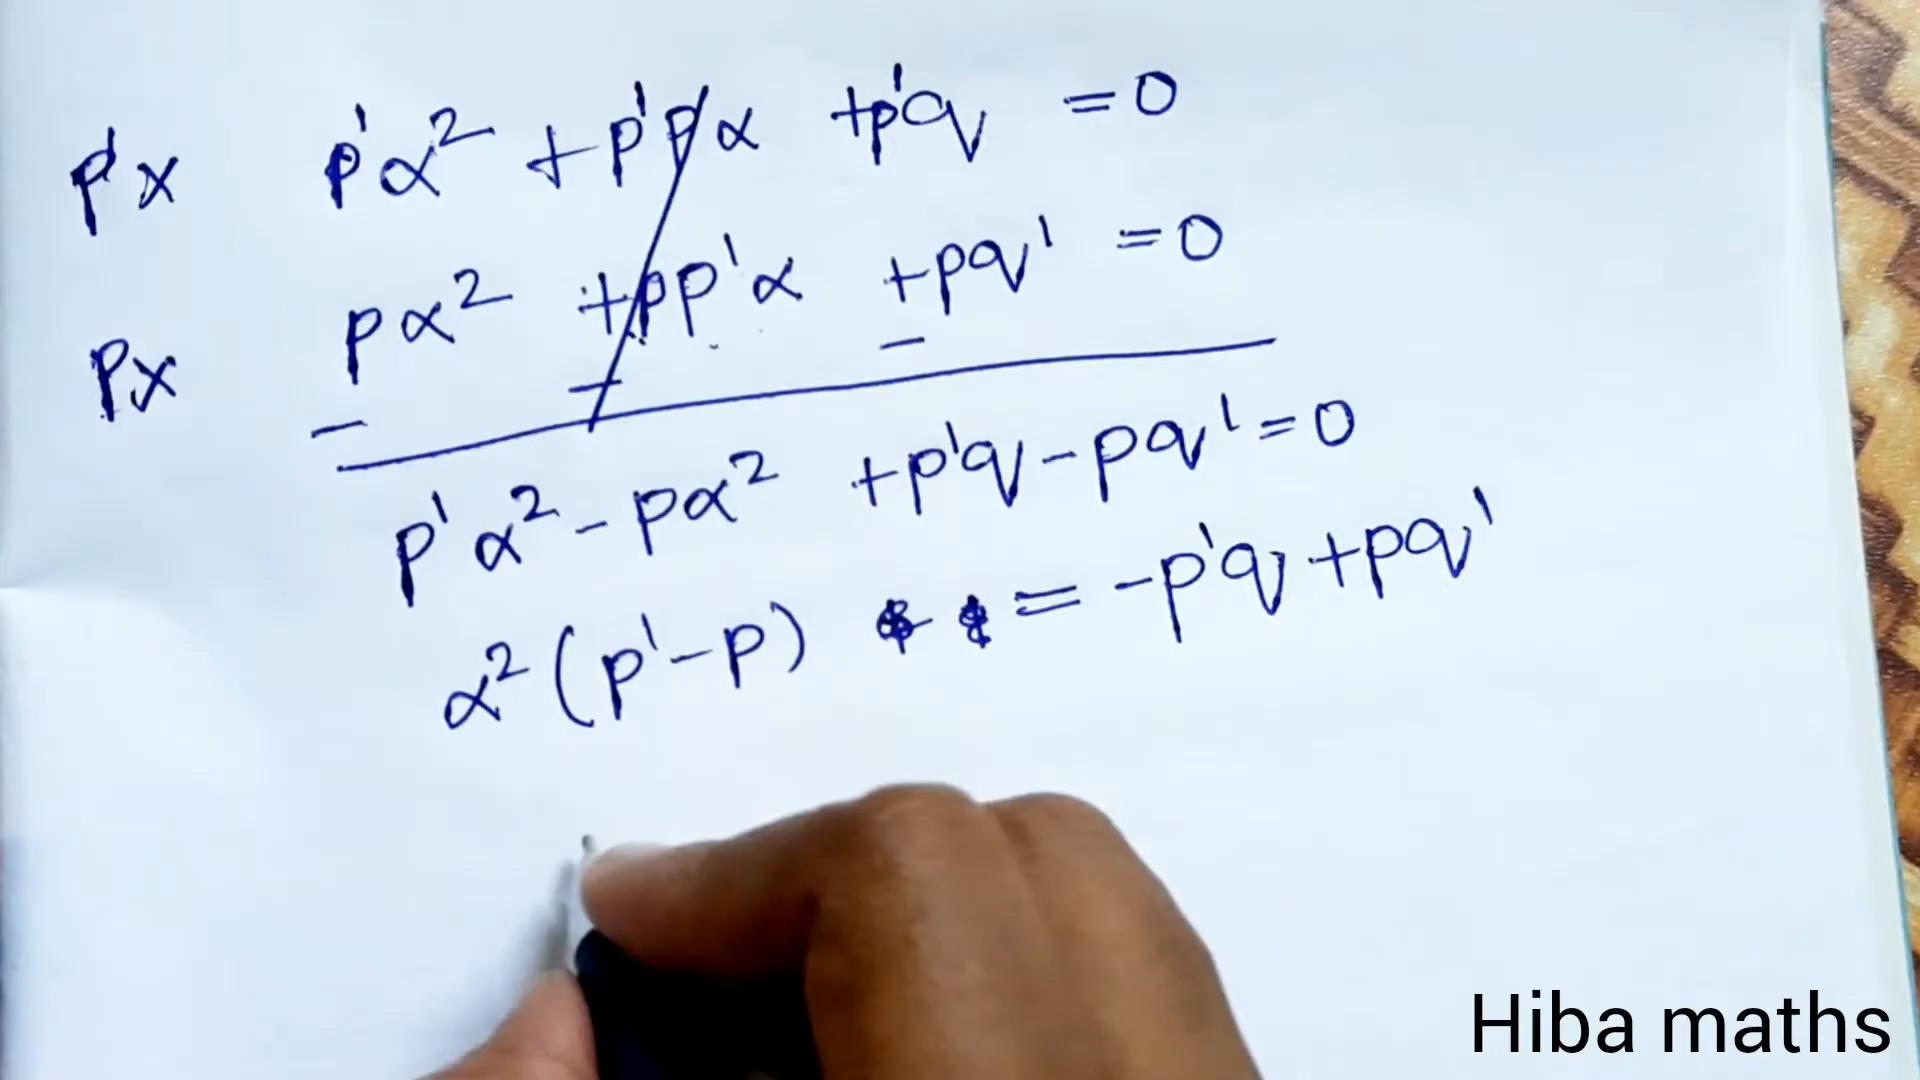 p'x p'α² + p'pα + p'q = 0
px pα² + pp'α + pq' = 0
− − −
p'α² - pα² + p'q - pq' = 0
α² (p' - p) = -p'q + pq'
Hiba maths